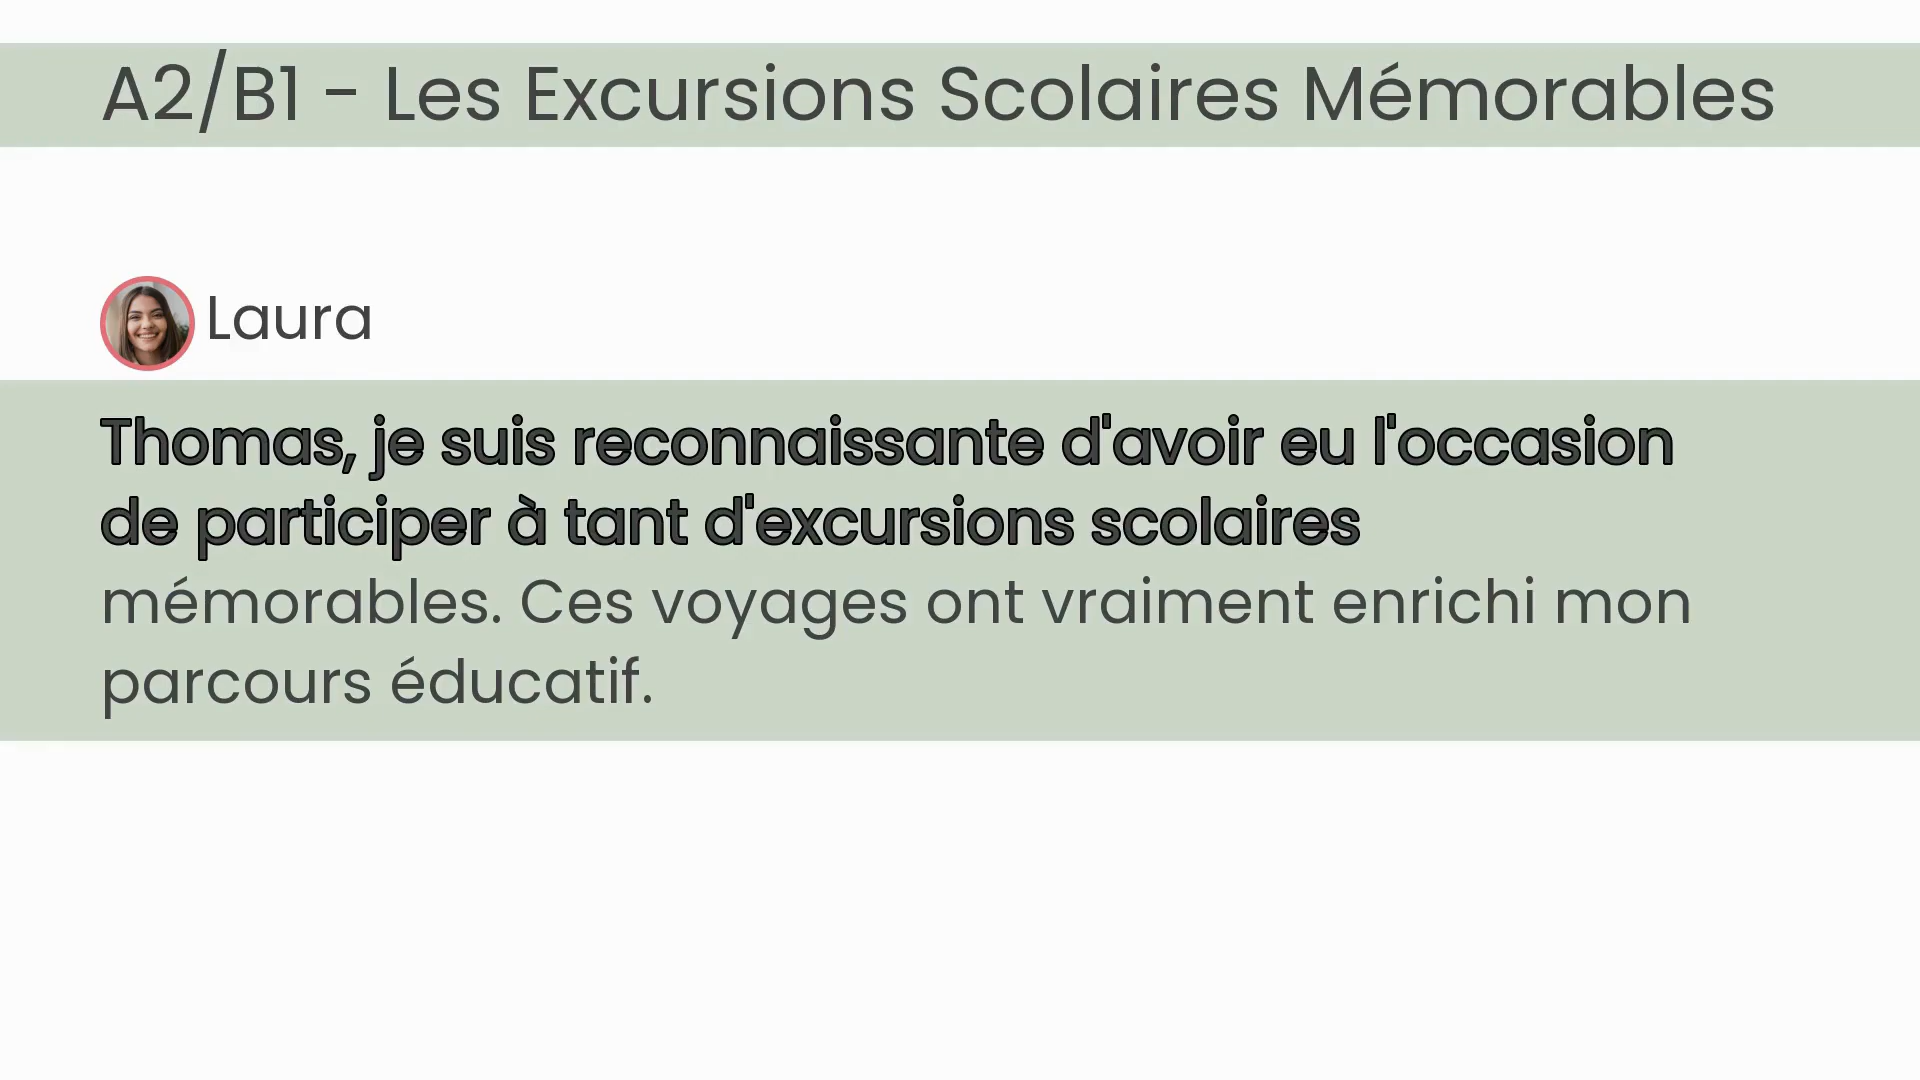 A2/B1 - Les Excursions Scolaires Mémorables
Laura
Thomas, je suis reconnaissante d'avoir eu l'occasion
de participer à tant d'excursions scolaires
mémorables. Ces voyages ont vraiment enrichi mon
parcours éducatif.